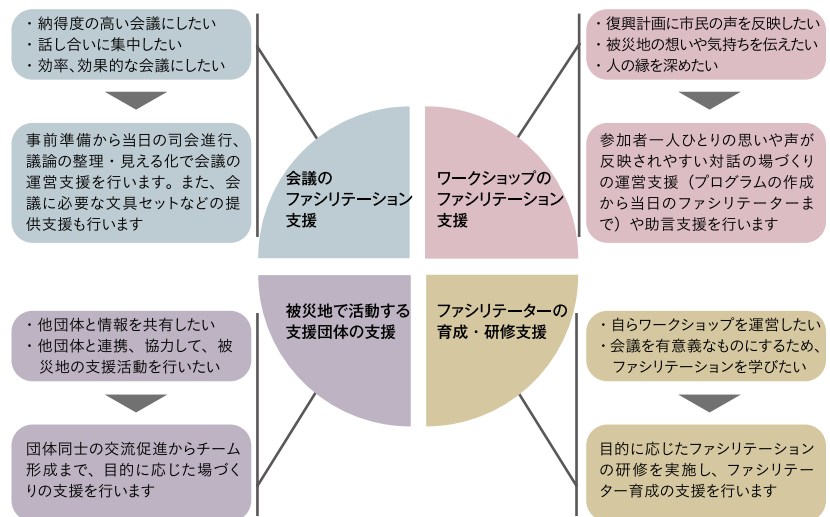 ・納得度の高い会議にしたい
・話し合いに集中したい
・効率、効果的な会議にしたい
事前準備から当日の司会進行、
議論の整理・見える化で会議の
運営支援を行います。また、会
議に必要な文具セットなどの提
供支援も行います
会議の
ファシリテーション
支援
ワークショップの
ファシリテーション
支援
・復興計画に市民の声を反映したい
・被災地の想いや気持ちを伝えたい
・人の縁を深めたい
参加者一人ひとりの思いや声が
反映されやすい対話の場づくり
の運営支援（プログラムの作成
から当日のファシリテーターま
で）や助言支援を行います
・他団体と情報を共有したい
・他団体と連携、協力して、被
災地の支援活動を行いたい
団体同士の交流促進からチーム
形成まで、目的に応じた場づく
りの支援を行います
被災地で活動する
支援団体の支援
ファシリテーターの
育成・研修支援
・自らワークショップを運営したい
・会議を有意義なものにするため、
ファシリテーションを学びたい
目的に応じたファシリテーション
の研修を実施し、ファシリテー
ター育成の支援を行います